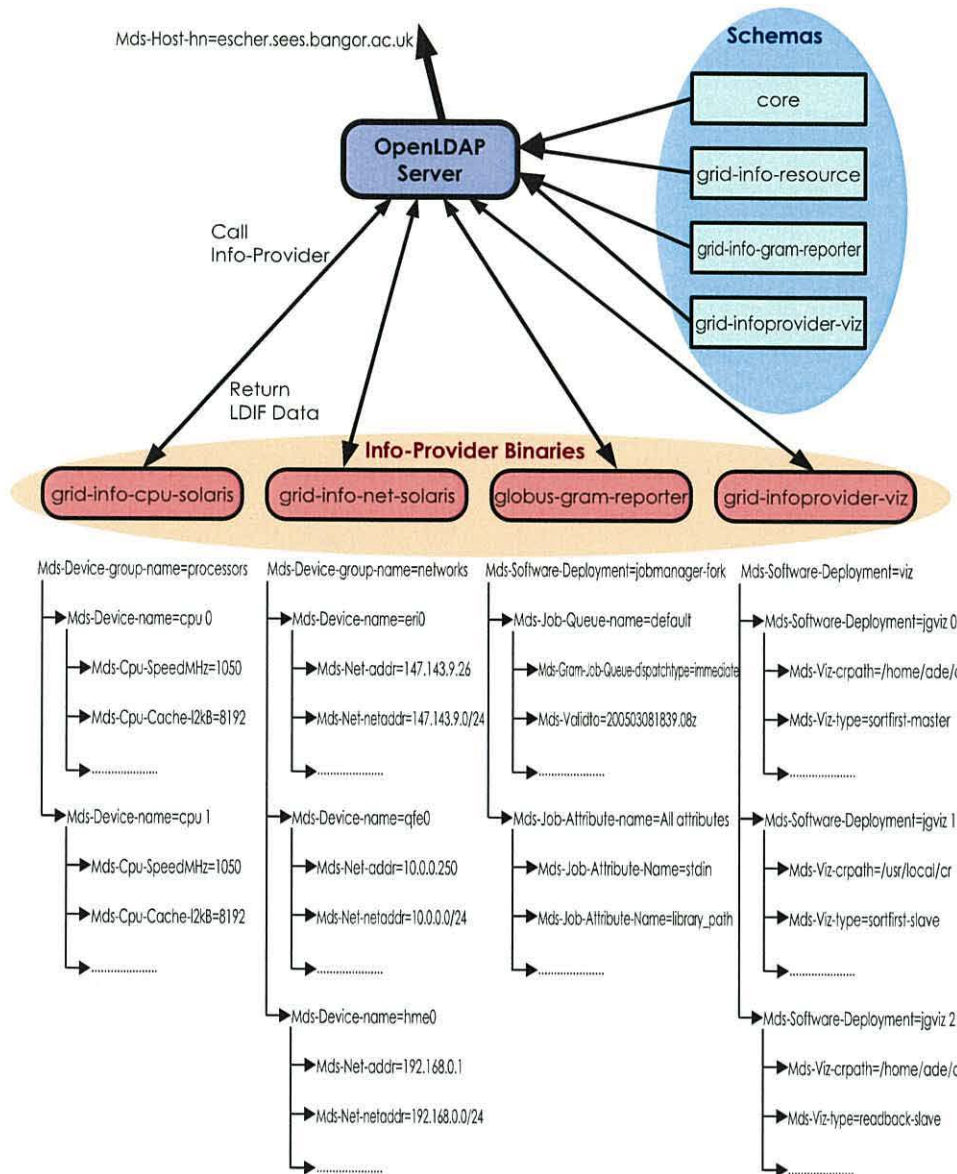 Mds-Host-hn=escher.sees.bangor.ac.uk
Schemas
core
grid-info-resource
grid-info-gram-reporter
grid-infoprovider-viz
OpenLDAP
Server
Call
Info-Provider
Return
LDIF Data
Info-Provider Binaries
grid-info-cpu-solaris
grid-info-net-solaris
globus-gram-reporter
grid-infoprovider-viz
Mds-Device-group-name=processors
Mds-Device-name=cpu 0
Mds-Cpu-SpeedMHz=1050
Mds-Cpu-Cache-l2kB=8192
....................
Mds-Device-name=cpu 1
Mds-Cpu-SpeedMHz=1050
Mds-Cpu-Cache-l2kB=8192
....................
Mds-Device-group-name=networks
Mds-Device-name=eri0
Mds-Net-addr=147.143.9.26
Mds-Net-netaddr=147.143.9.0/24
....................
Mds-Device-name=qfe0
Mds-Net-addr=10.0.0.250
Mds-Net-netaddr=10.0.0.0/24
....................
Mds-Device-name=hme0
Mds-Net-addr=192.168.0.1
Mds-Net-netaddr=192.168.0.0/24
....................
Mds-Software-Deployment=jobmanager-fork
Mds-Job-Queue-name=default
Mds-Gram-Job-Queue-dispatchtype=immediate
Mds-Validto=200503081839.08z
....................
Mds-Job-Attribute-name=All attributes
Mds-Job-Attribute-Name=stdin
Mds-Job-Attribute-Name=library_path
....................
Mds-Software-Deployment=viz
Mds-Software-Deployment=jgviz 0
Mds-Viz-crpath=/home/ade/
Mds-Viz-type=sortfirst-master
....................
Mds-Software-Deployment=jgviz 1
Mds-Viz-crpath=/usr/local/cr
Mds-Viz-type=sortfirst-slave
....................
Mds-Software-Deployment=jgviz 2
Mds-Viz-crpath=/home/ade/
Mds-Viz-type=readback-slave
....................